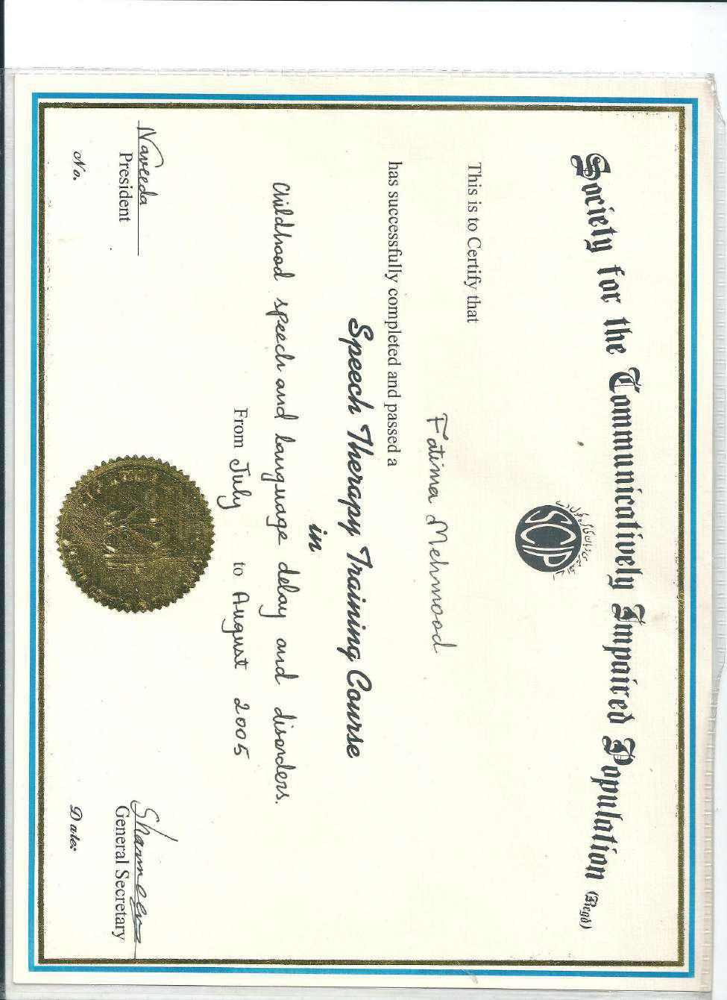 Society for the Communicatively Impaired Population (Regd)
SCIP
This is to Certify that
Fatima Mehmood
has successfully completed and passed a
Speech Therapy Training Course
in
Childhood speech and language delay and disorders.
From July to August 2005
Naveeda
President
General Secretary
No.
Date: